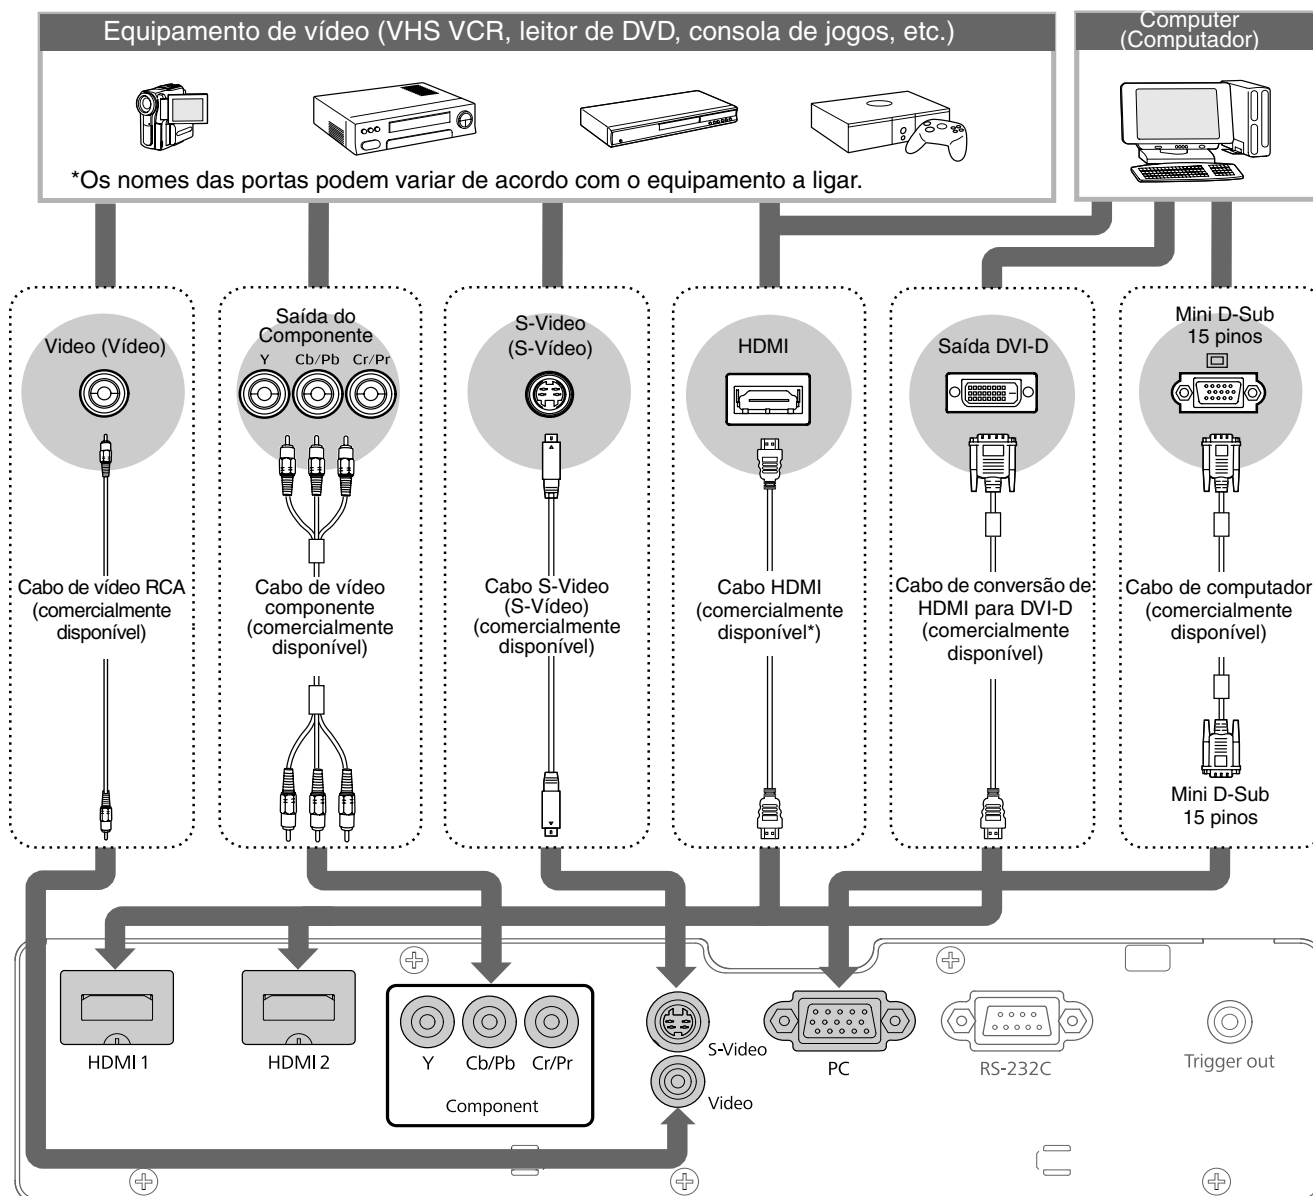 Equipamento de vídeo (VHS VCR, leitor de DVD, consola de jogos, etc.)
Computer
(Computador)
*Os nomes das portas podem variar de acordo com o equipamento a ligar.
Video (Vídeo)
Saída do
Componente
Y Cb/Pb Cr/Pr
S-Video
(S-Vídeo)
HDMI
Saída DVI-D
Mini D-Sub
15 pinos
Cabo de vídeo RCA
(comercialmente
disponível)
Cabo de vídeo
componente
(comercialmente
disponível)
Cabo S-Video
(S-Vídeo)
(comercialmente
disponível)
Cabo HDMI
(comercialmente
disponível*)
Cabo de conversão de
HDMI para DVI-D
(comercialmente
disponível)
Cabo de computador
(comercialmente
disponível)
Mini D-Sub
15 pinos
HDMI 1
HDMI 2
Y Cb/Pb Cr/Pr
Component
S-Video
Video
PC
RS-232C
Trigger out